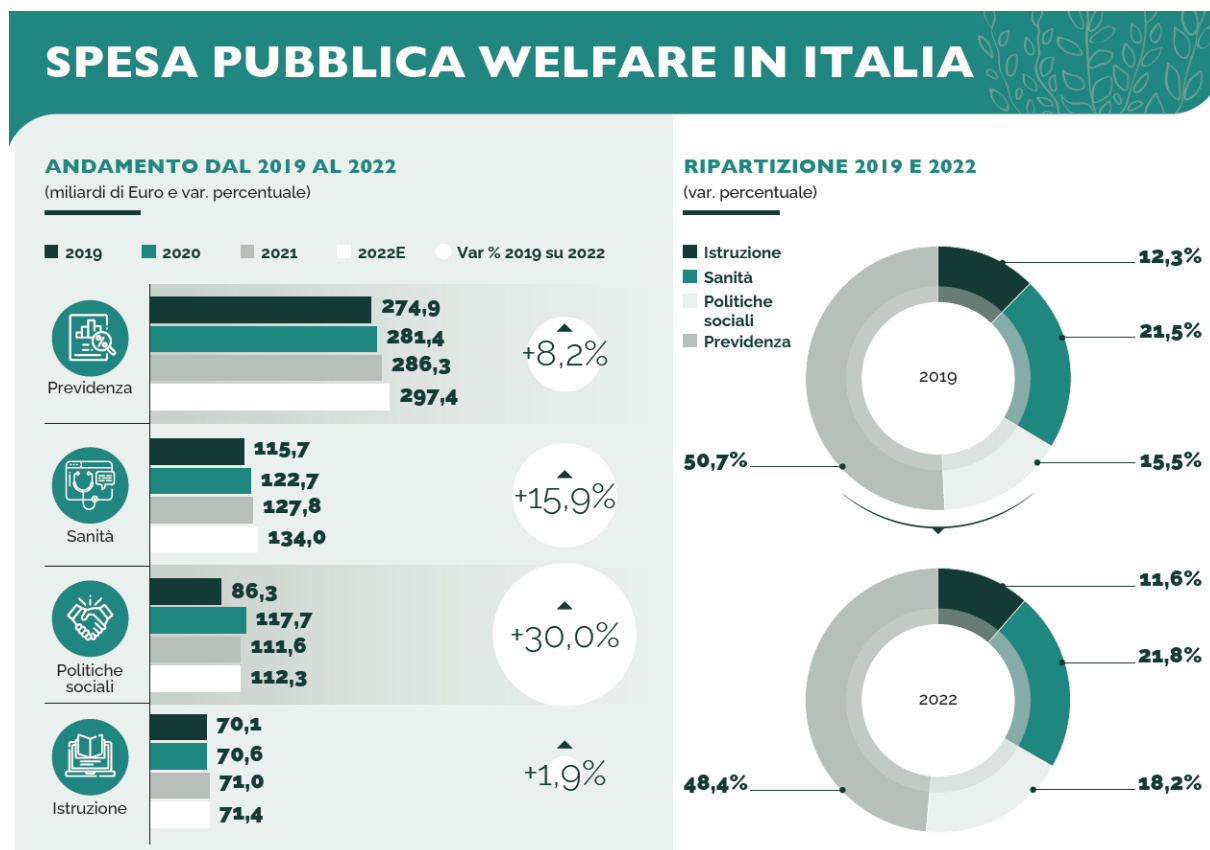 SPESA PUBBLICA WELFARE IN ITALIA
ANDAMENTO DAL 2019 AL 2022
(miliardi di Euro e var. percentuale)
2019 2020 2021 2022E Var % 2019 su 2022
Previdenza
274,9
281,4
286,3
297,4
+8,2%
Sanità
115,7
122,7
127,8
134,0
+15,9%
Politiche
sociali
86,3
117,7
111,6
112,3
+30,0%
Istruzione
70,1
70,6
71,0
71,4
+1,9%
RIPARTIZIONE 2019 E 2022
(var. percentuale)
Istruzione
Sanità
Politiche
sociali
Previdenza
2019
12,3%
21,5%
15,5%
50,7%
2022
11,6%
21,8%
18,2%
48,4%